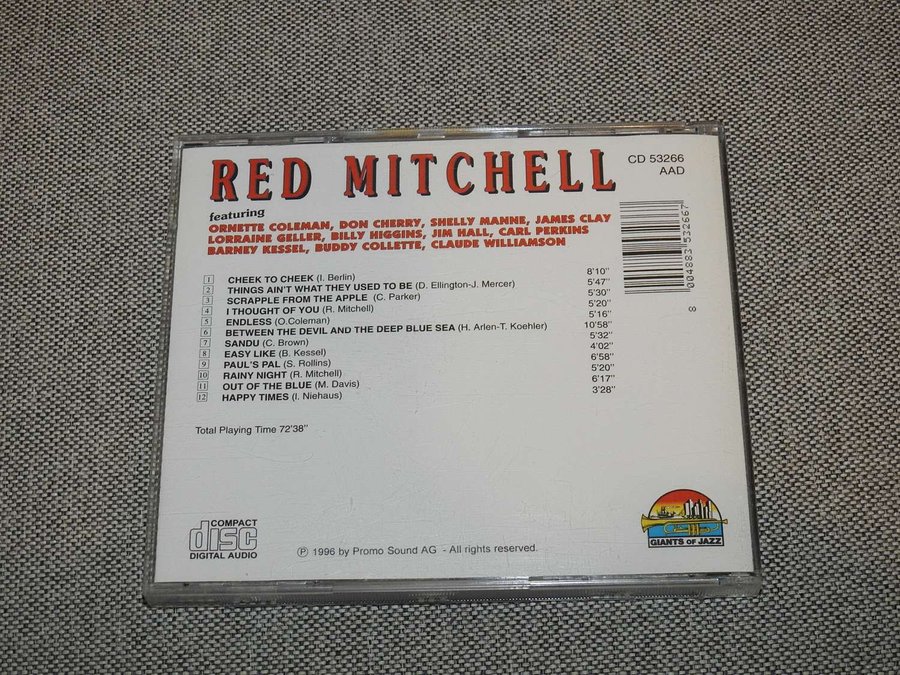 RED MITCHELL
CD 53266
AAD
featuring
ORNETTE COLEMAN, DON CHERRY, SHELLY MANNE, JAMES CLAY
LORRAINE GELLER, BILLY HIGGINS, JIM HALL, CARL PERKINS
BARNEY KESSEL, BUDDY COLLETTE, CLAUDE WILLIAMSON
8 004883 532667
1 CHEEK TO CHEEK (I. Berlin) 8'10"
2 THINGS AIN'T WHAT THEY USED TO BE (D. Ellington-J. Mercer) 5'47"
3 SCRAPPLE FROM THE APPLE (C. Parker) 5'30"
4 I THOUGHT OF YOU (R. Mitchell) 5'20"
5 ENDLESS (O.Coleman) 5'16"
6 BETWEEN THE DEVIL AND THE DEEP BLUE SEA (H. Arlen-T. Koehler) 10'58"
7 SANDU (C. Brown) 5'32"
8 EASY LIKE (B. Kessel) 4'02"
9 PAUL'S PAL (S. Rollins) 6'58"
10 RAINY NIGHT (R. Mitchell) 5'20"
11 OUT OF THE BLUE (M. Davis) 6'17"
12 HAPPY TIMES (I. Niehaus) 3'28"
Total Playing Time 72'38"
COMPACT
disc
DIGITAL AUDIO
℗ 1996 by Promo Sound AG - All rights reserved.
GIANTS OF JAZZ